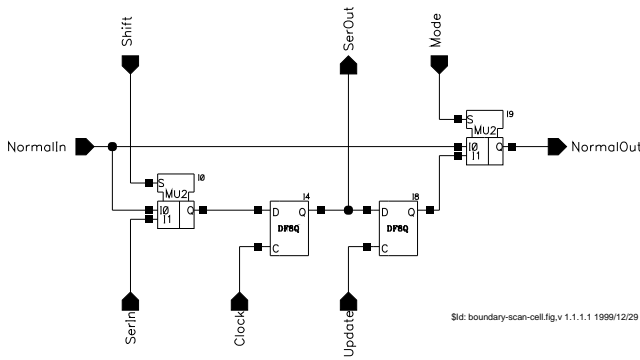 Shift
SerOut
Mode
I9
S
MU2
NormalIn
I0 Q
I1
NormalOut
I0
S
MU2
I0 Q
I1
I4
D Q
DF8Q
C
I8
D Q
DF8Q
C
SerIn
Clock
Update
$Id: boundary-scan-cell.fig,v 1.1.1.1 1999/12/29